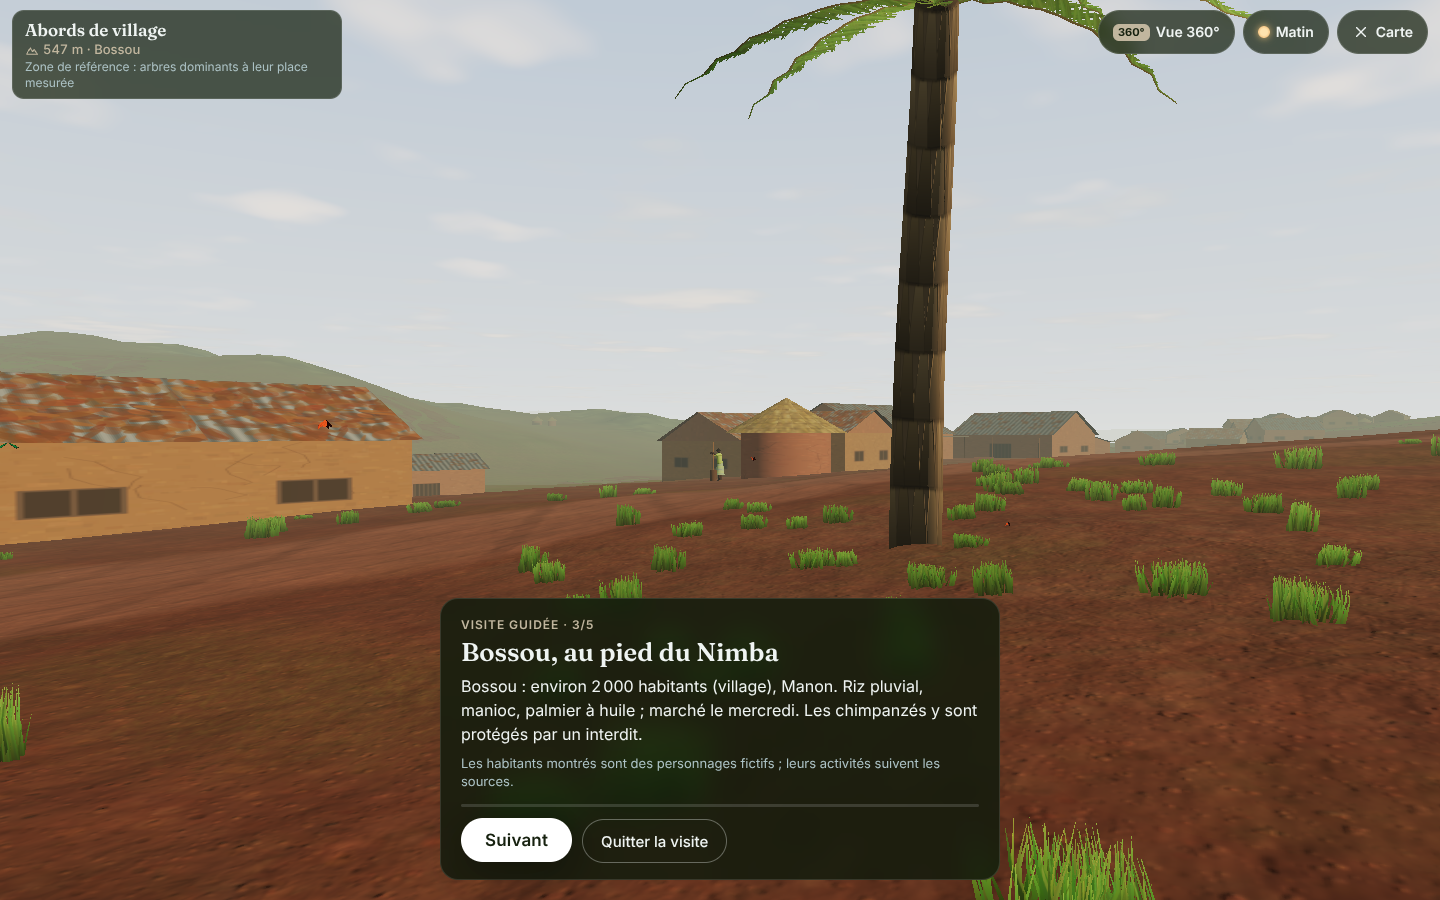 Abords de village
547 m · Bossou
Zone de référence : arbres dominants à leur place
mesurée
360° Vue 360°
Matin
Carte
VISITE GUIDÉE · 3/5
Bossou, au pied du Nimba
Bossou : environ 2 000 habitants (village), Manon. Riz pluvial,
manioc, palmier à huile ; marché le mercredi. Les chimpanzés y sont
protégés par un interdit.
Les habitants montrés sont des personnages fictifs ; leurs activités suivent les
sources.
Suivant
Quitter la visite